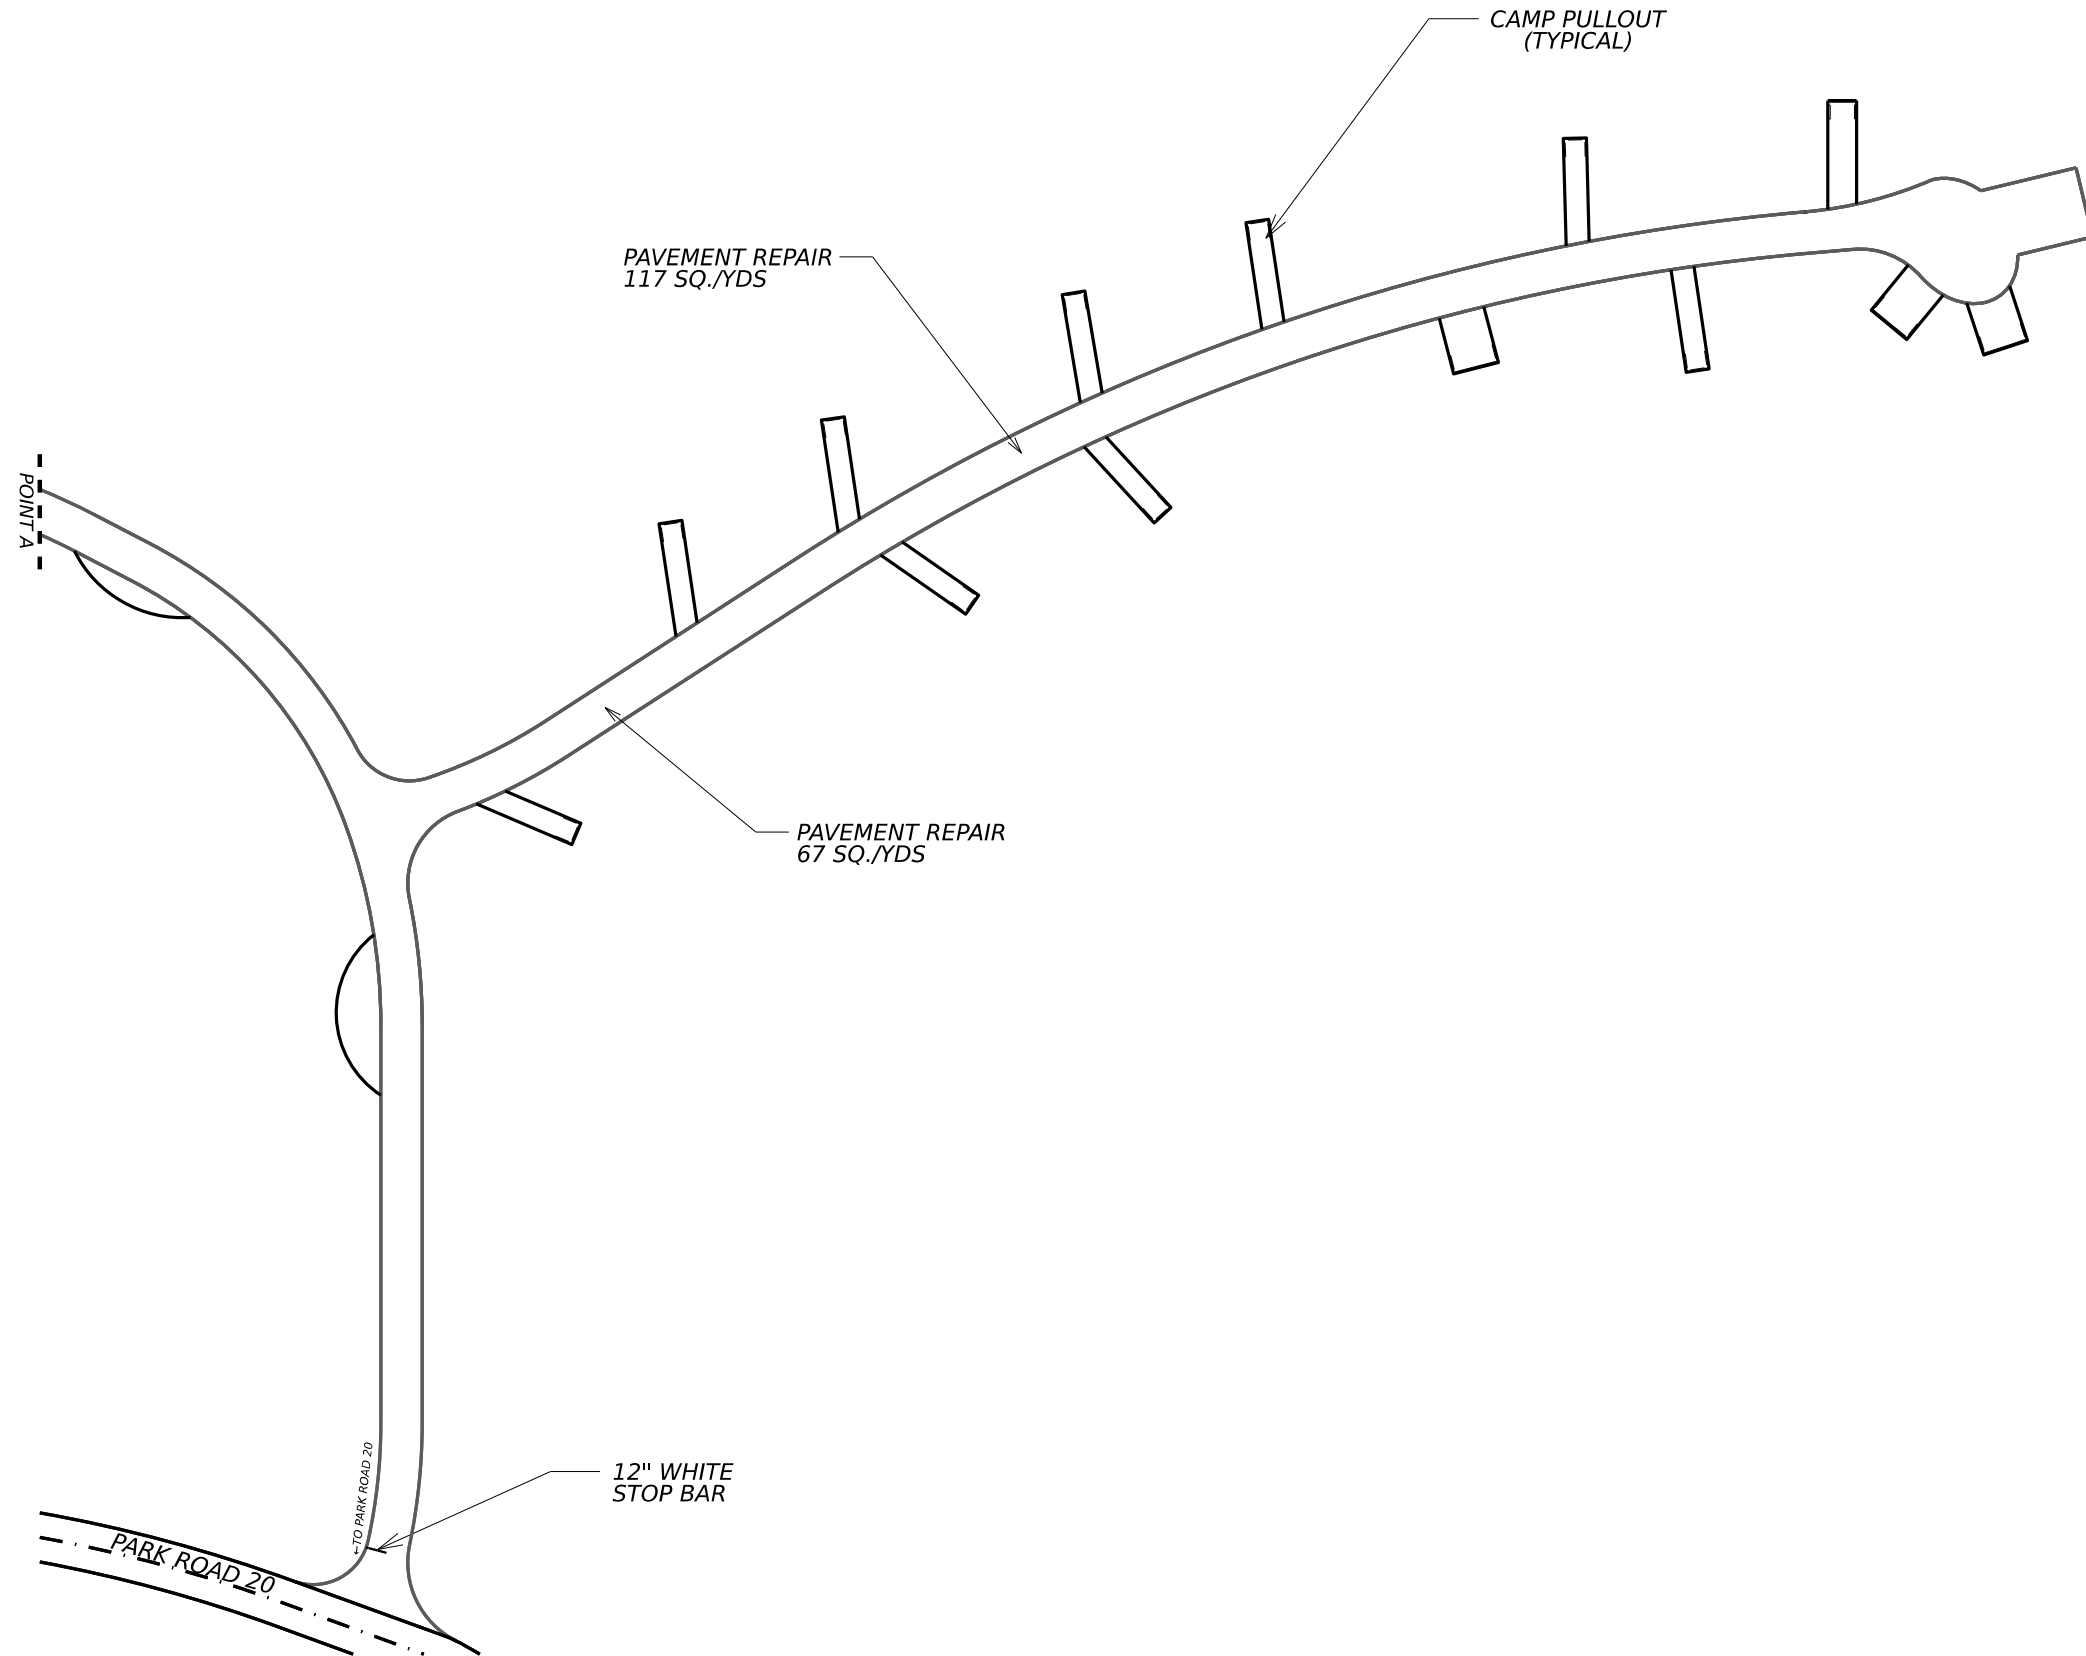 CAMP PULLOUT
(TYPICAL)
PAVEMENT REPAIR
117 SQ./YDS
POINT A
PAVEMENT REPAIR
67 SQ./YDS
←TO PARK ROAD 20
12" WHITE
STOP BAR
PARK ROAD 20